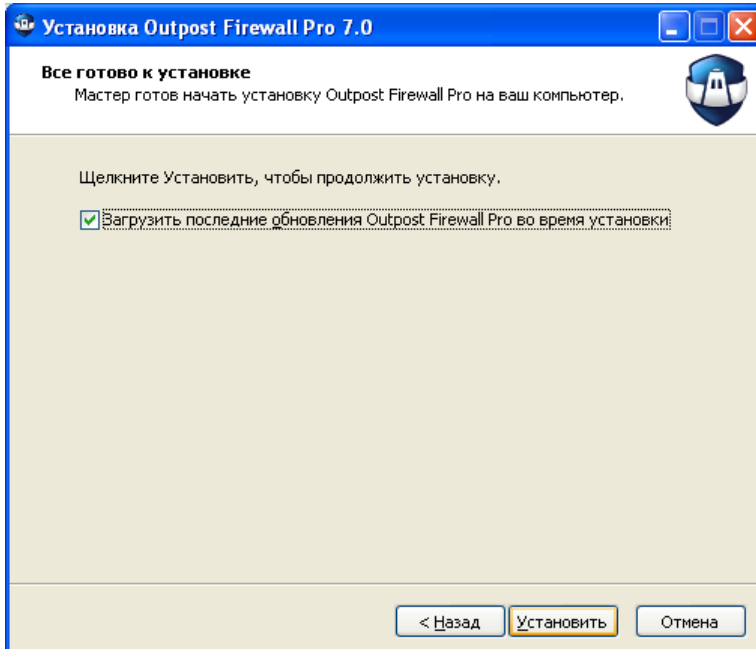 Установка Outpost Firewall Pro 7.0
Все готово к установке
Мастер готов начать установку Outpost Firewall Pro на ваш компьютер.
Щелкните Установить, чтобы продолжить установку.
Загрузить последние обновления Outpost Firewall Pro во время установки
< Назад
Установить
Отмена